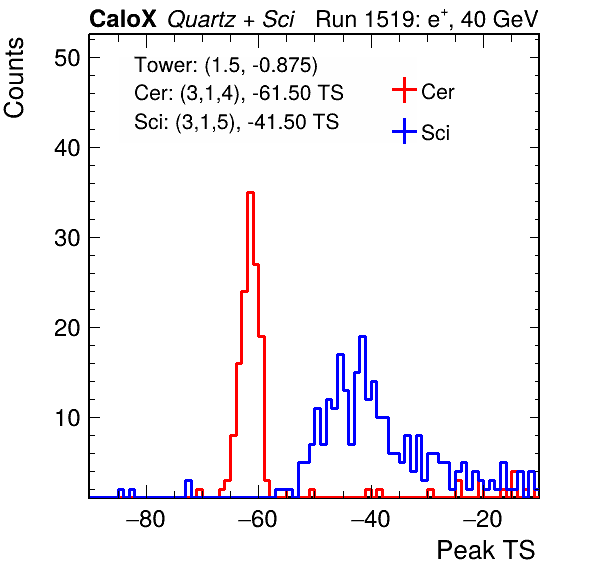 CaloX Quartz + Sci Run 1519: e⁺, 40 GeV
Counts
50
40
30
20
10
Tower: (1.5, -0.875)
Cer: (3,1,4), -61.50 TS
Sci: (3,1,5), -41.50 TS
Cer
Sci
−80 −60 −40 −20
Peak TS